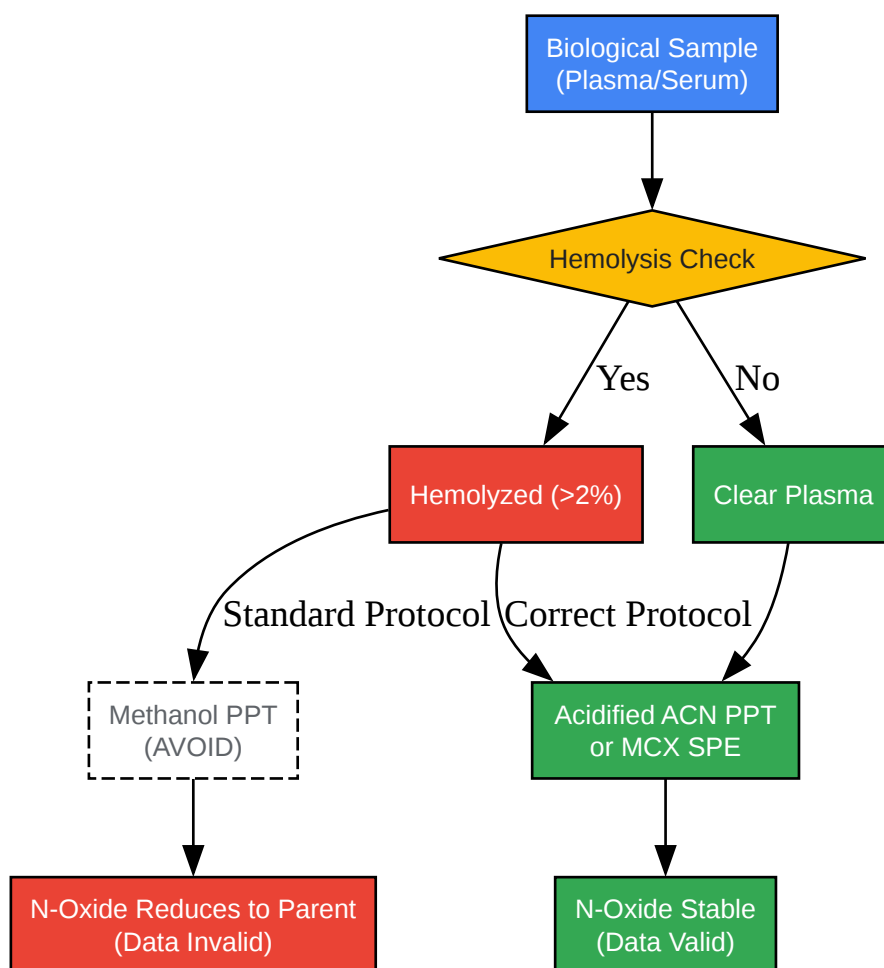 Biological Sample
(Plasma/Serum)
Hemolysis Check
Yes
No
Hemolyzed (>2%)
Clear Plasma
Standard Protocol
Correct Protocol
Methanol PPT
(AVOID)
Acidified ACN PPT
or MCX SPE
N-Oxide Reduces to Parent
(Data Invalid)
N-Oxide Stable
(Data Valid)